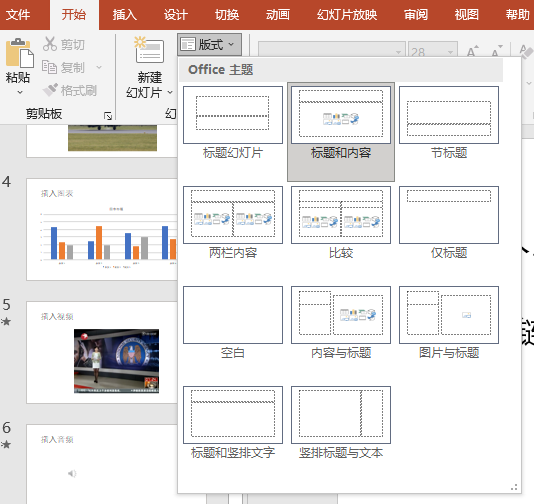 文件 开始 插入 设计 切换 动画 幻灯片放映 审阅 视图 帮助
剪切 版式
粘贴 复制 新建
格式刷 幻灯片
剪贴板 幻
28
Office 主题
标题幻灯片 标题和内容 节标题
两栏内容 比较 仅标题
空白 内容与标题 图片与标题
标题和竖排文字 竖排标题与文本
4
插入图表
5
插入视频
6
插入音频